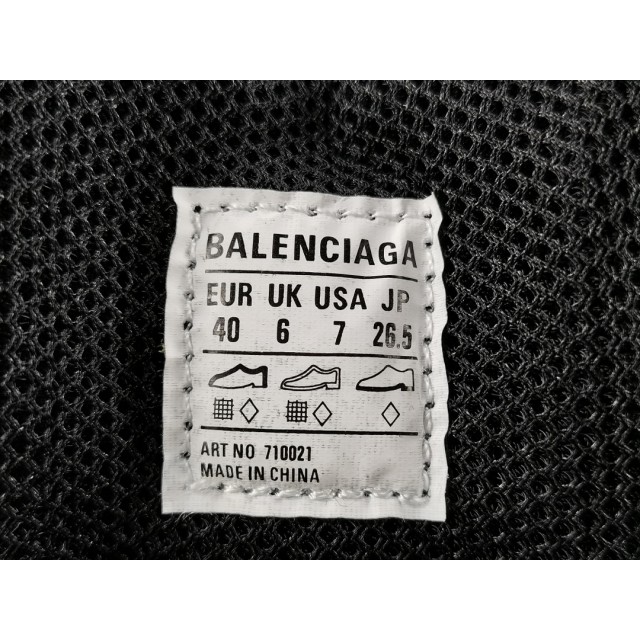 BALENCIAGA
EUR UK USA JP
40 6 7 26.5
ART NO 710021
MADE IN CHINA